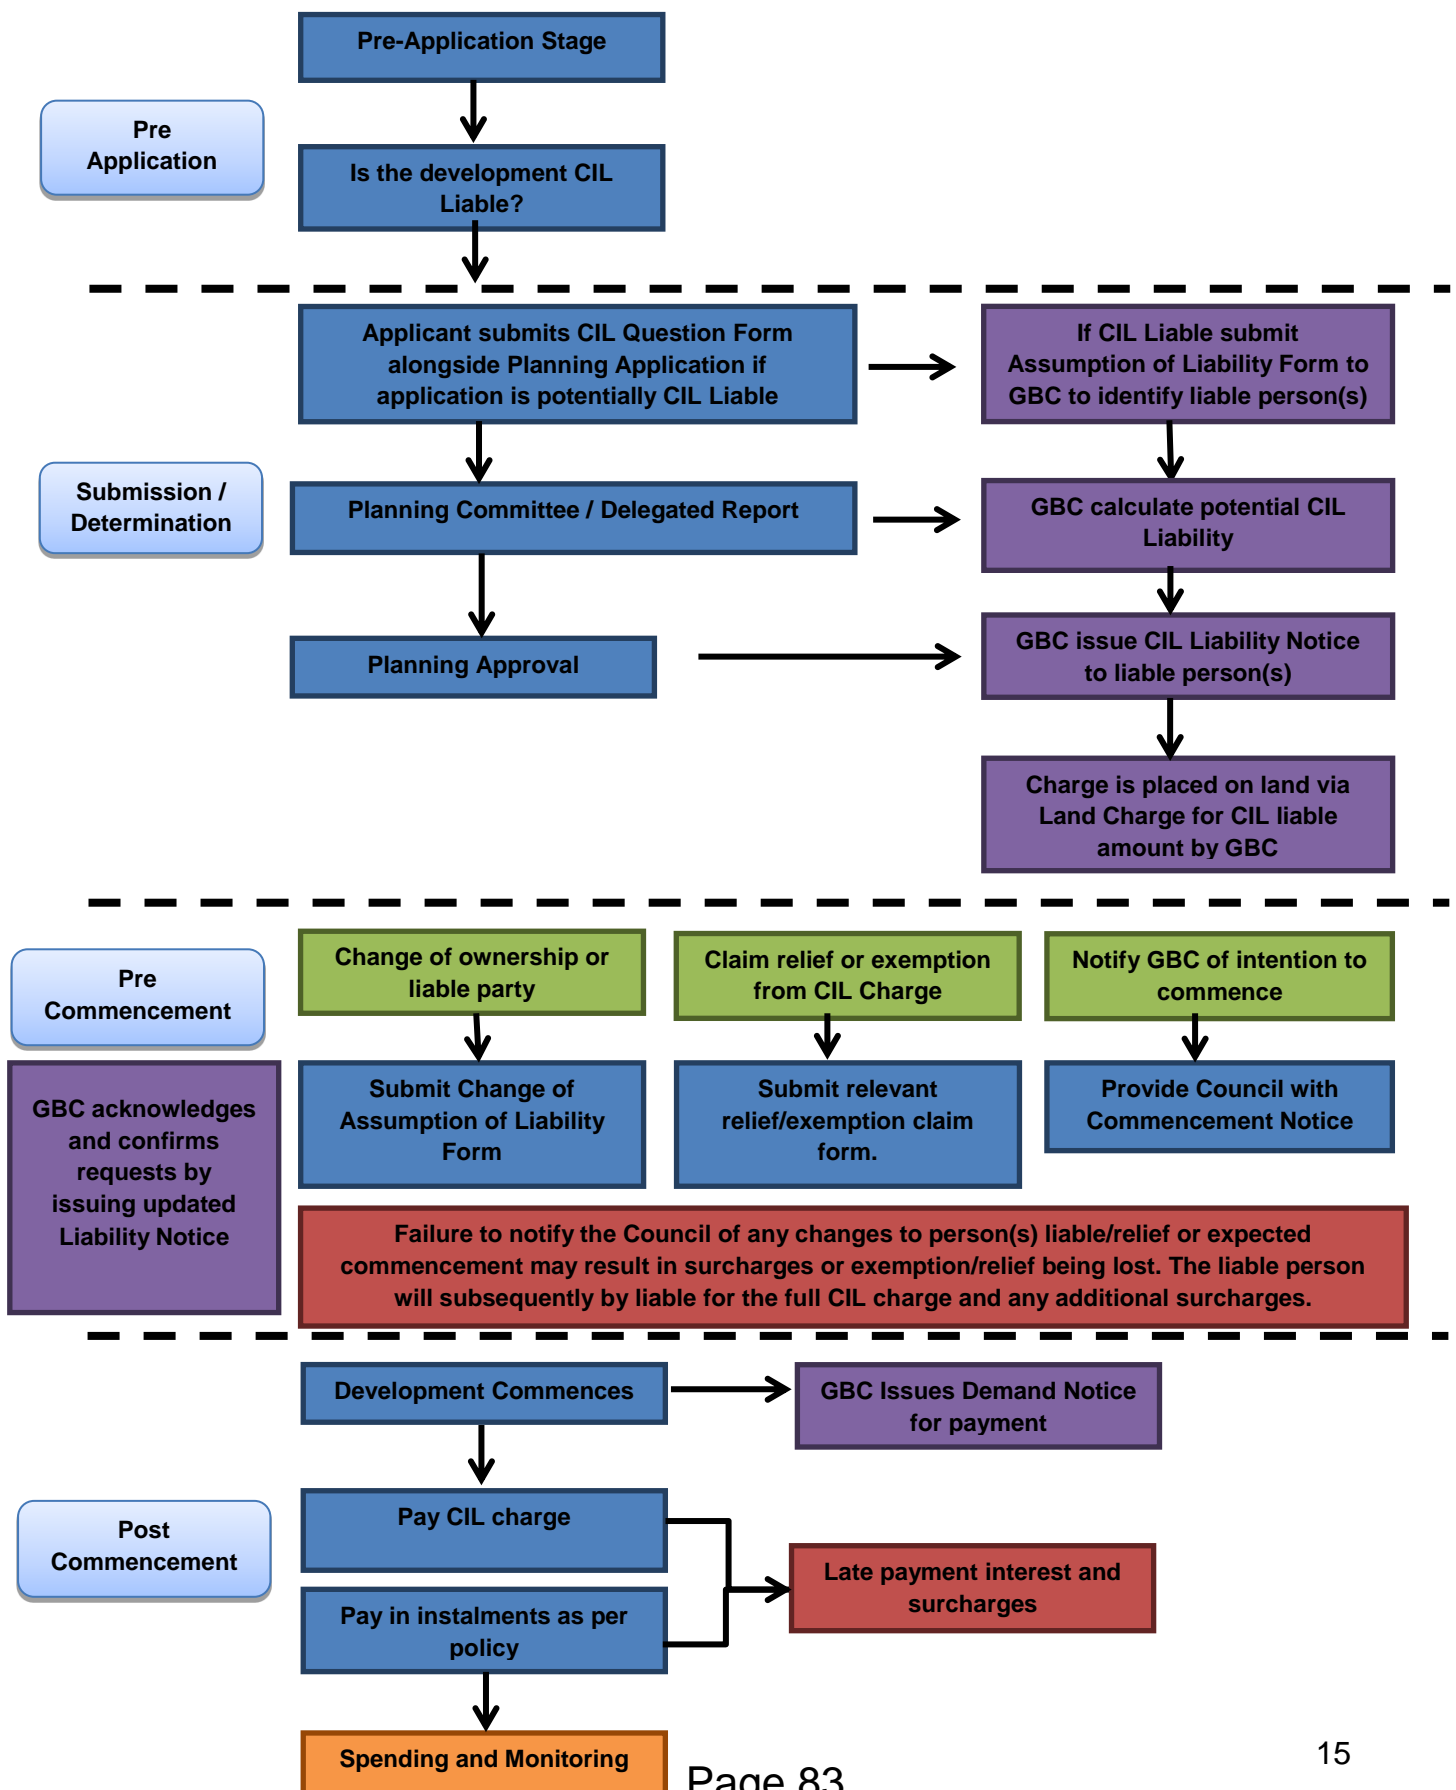 Pre-Application Stage
Pre
Application
Is the development CIL
Liable?
Applicant submits CIL Question Form
alongside Planning Application if
application is potentially CIL Liable
If CIL Liable submit
Assumption of Liability Form to
GBC to identify liable person(s)
Submission /
Determination
Planning Committee / Delegated Report
GBC calculate potential CIL
Liability
Planning Approval
GBC issue CIL Liability Notice
to liable person(s)
Charge is placed on land via
Land Charge for CIL liable
amount by GBC
Pre
Commencement
Change of ownership or
liable party
Claim relief or exemption
from CIL Charge
Notify GBC of intention to
commence
GBC acknowledges
and confirms
requests by
issuing updated
Liability Notice
Submit Change of
Assumption of Liability
Form
Submit relevant
relief/exemption claim
form.
Provide Council with
Commencement Notice
Failure to notify the Council of any changes to person(s) liable/relief or expected
commencement may result in surcharges or exemption/relief being lost. The liable person
will subsequently by liable for the full CIL charge and any additional surcharges.
Development Commences
GBC Issues Demand Notice
for payment
Post
Commencement
Pay CIL charge
Pay in instalments as per
policy
Late payment interest and
surcharges
Spending and Monitoring
15
Page 83